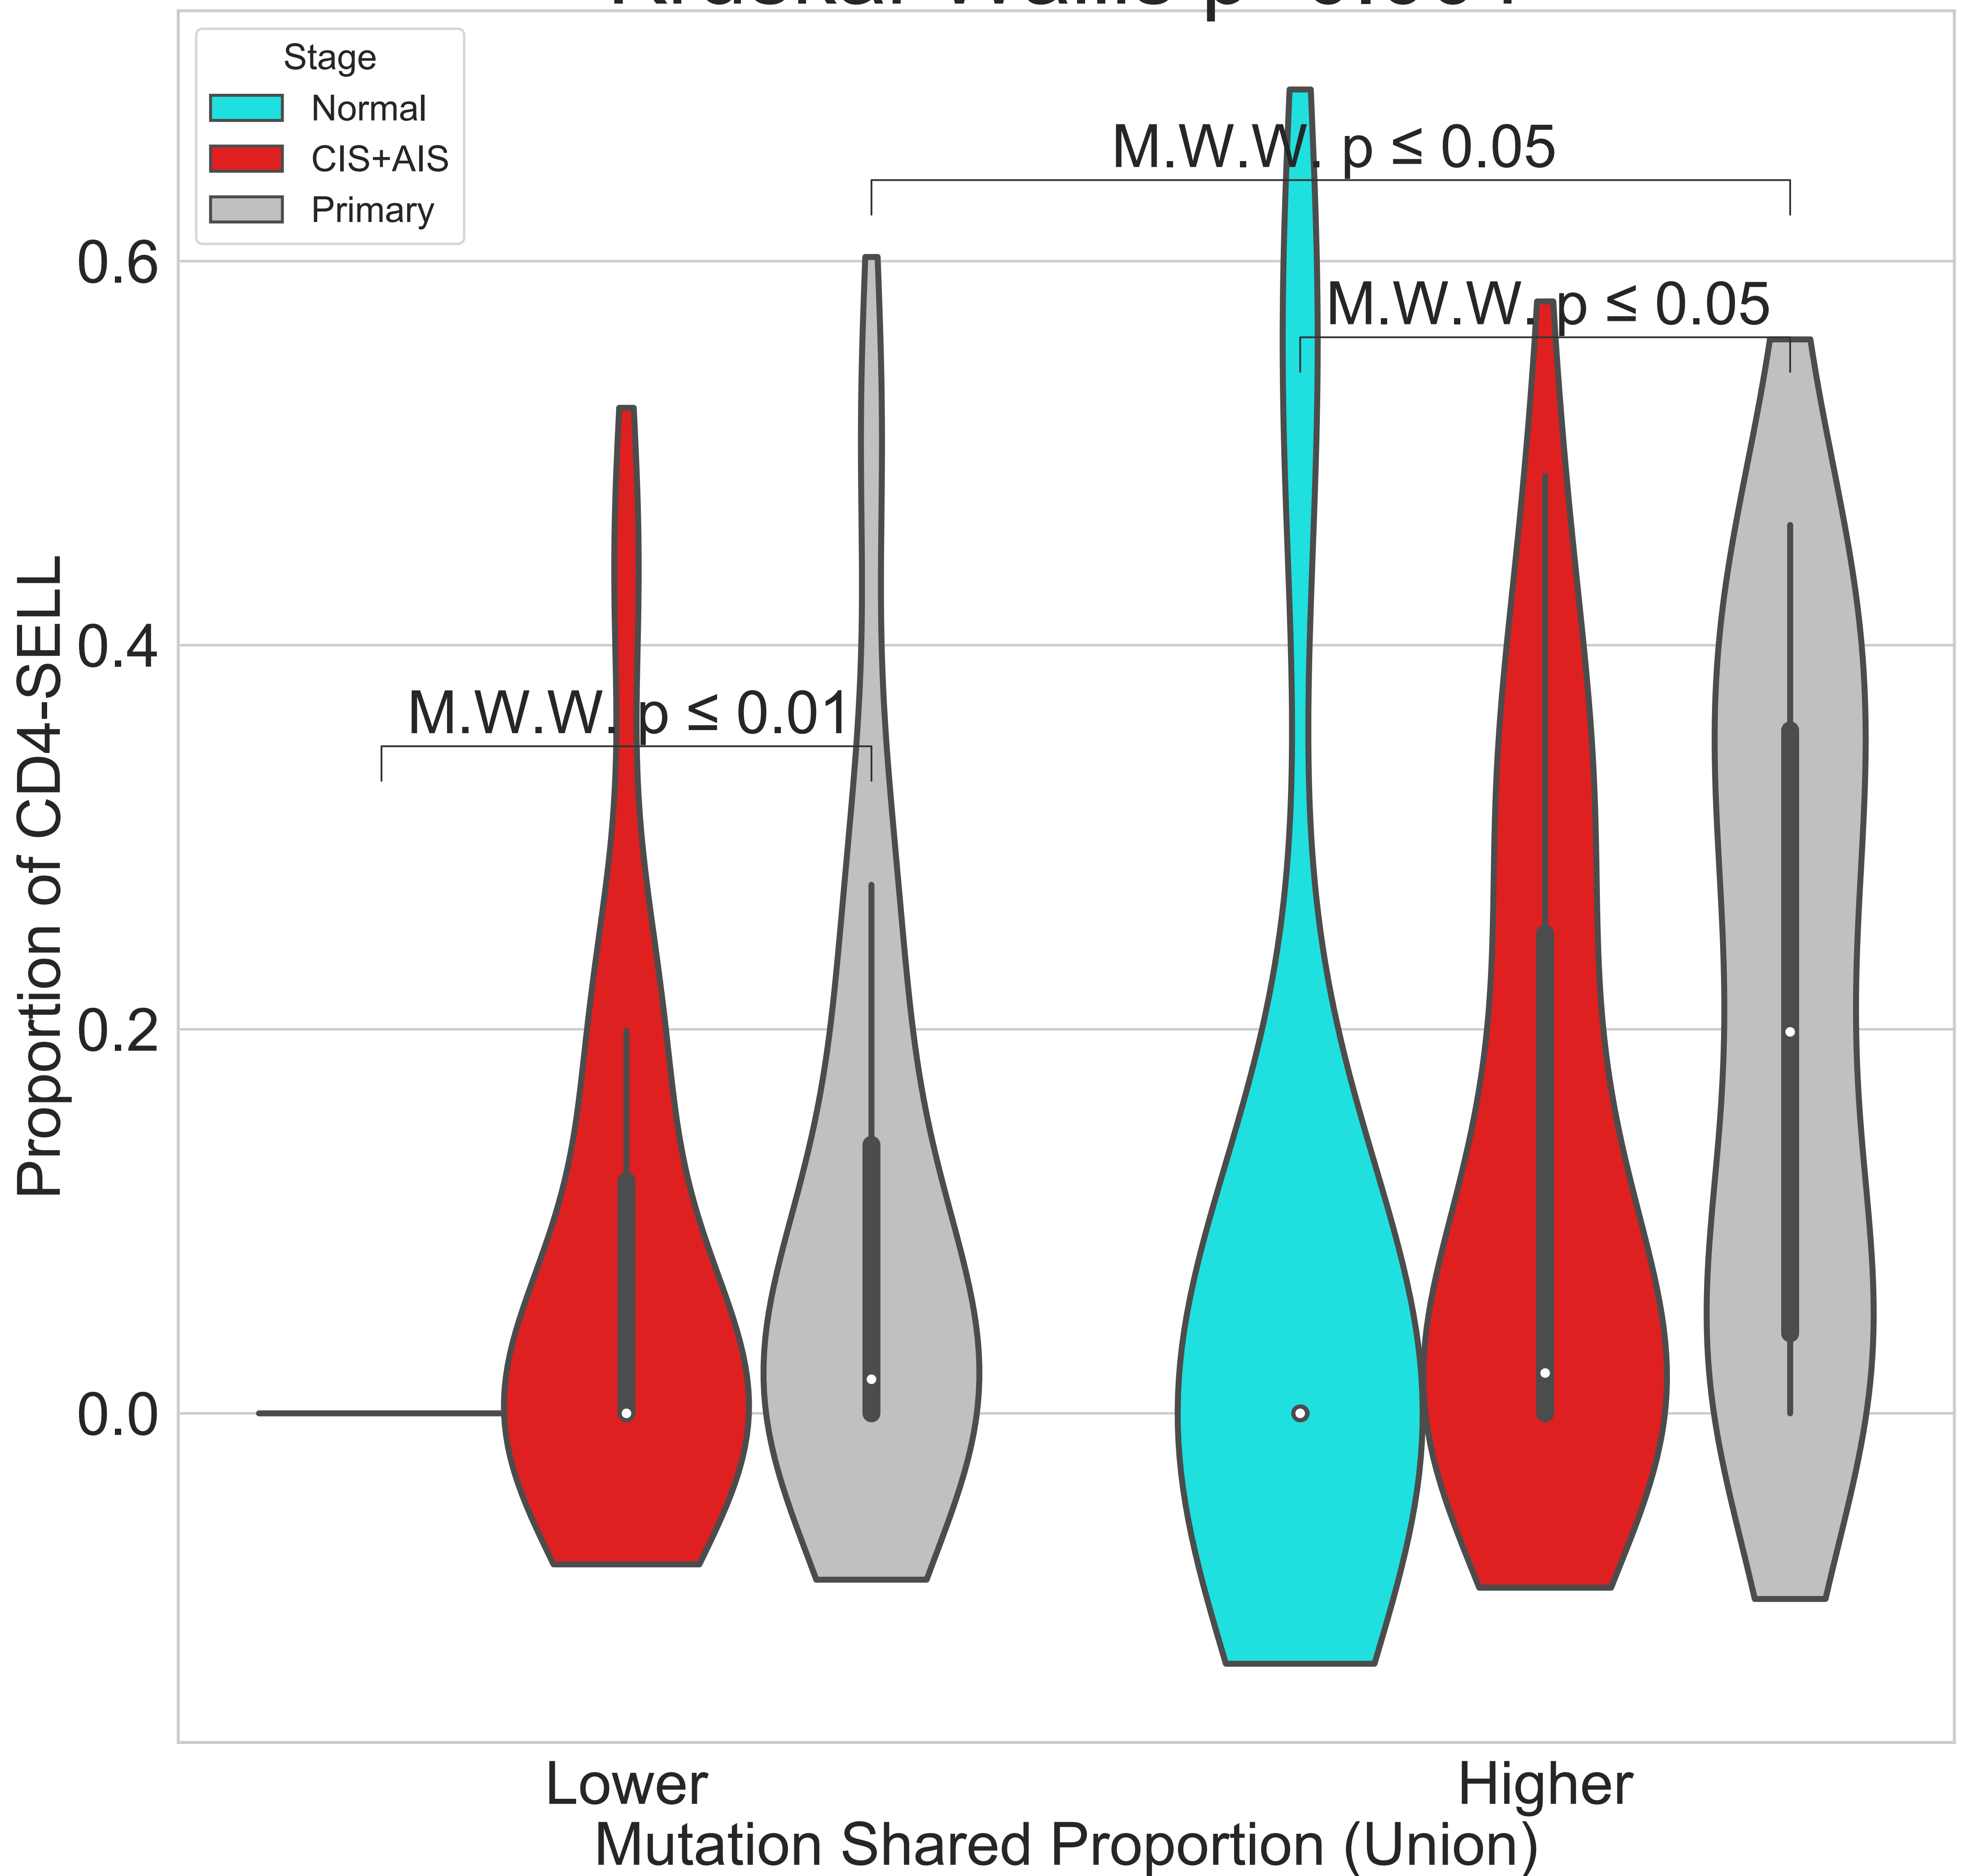 Stage
Normal
CIS+AIS
Primary
M.W.W. p ≤ 0.05
M.W.W. p ≤ 0.05
M.W.W. p ≤ 0.01
0.6
0.4
0.2
0.0
Proportion of CD4-SELL
Lower
Higher
Mutation Shared Proportion (Union)